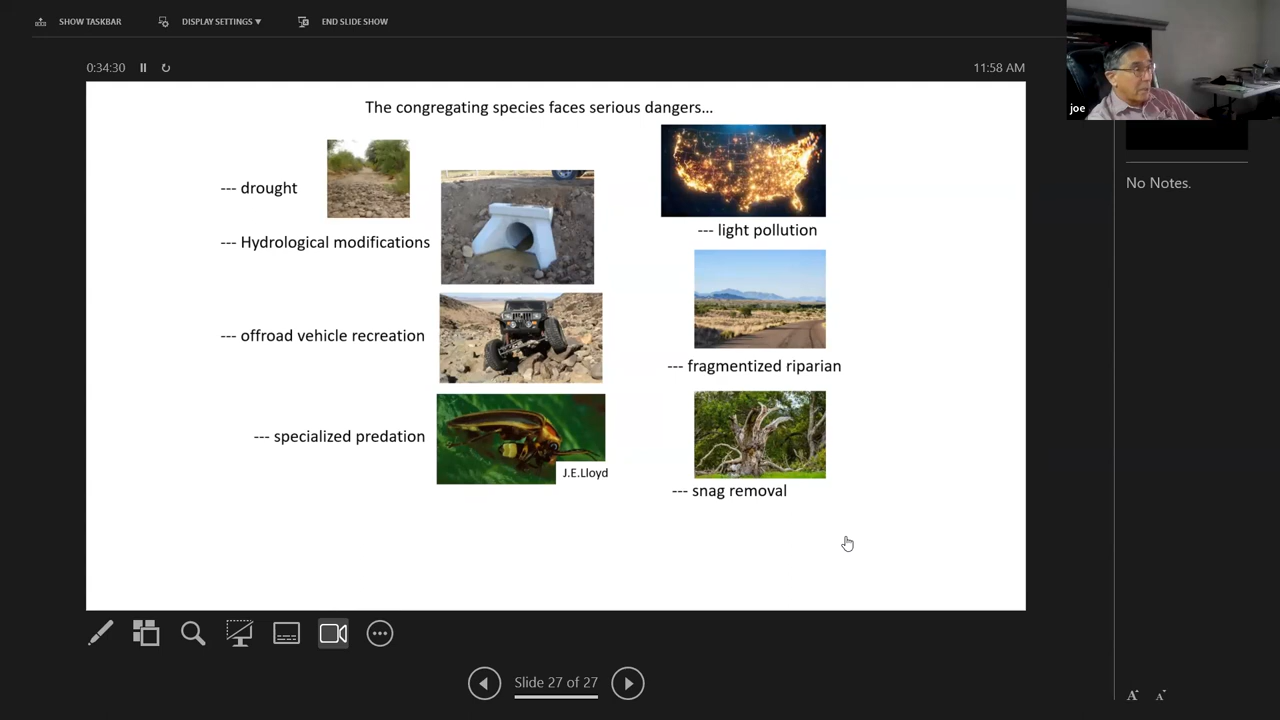 SHOW TASKBAR
DISPLAY SETTINGS ▼
END SLIDE SHOW
0:34:30
11:58 AM
joe
No Notes.
The congregating species faces serious dangers...
--- drought
--- Hydrological modifications
--- offroad vehicle recreation
--- specialized predation
J.E.Lloyd
--- light pollution
--- fragmentized riparian
--- snag removal
Slide 27 of 27
A A